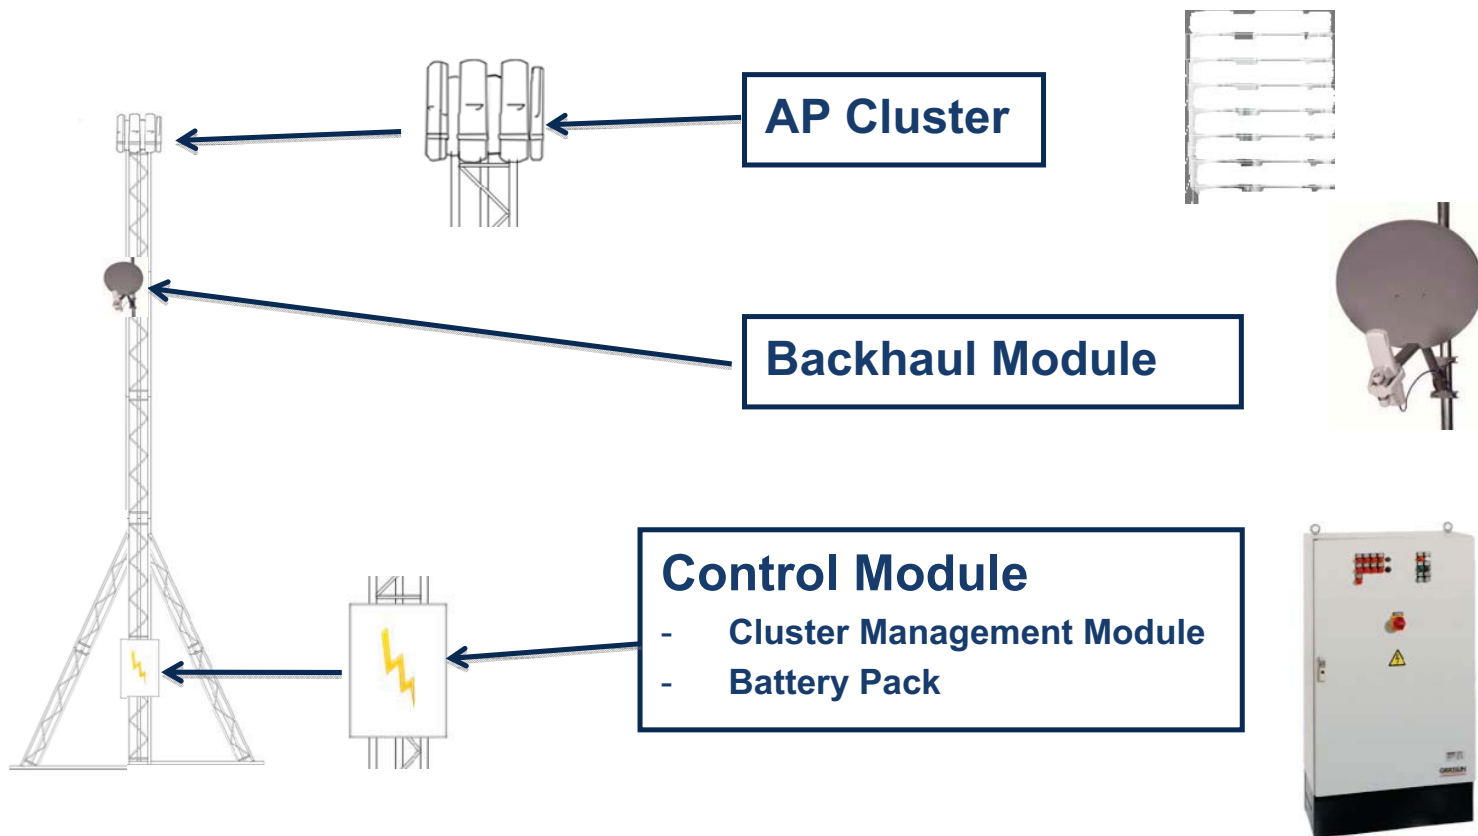 AP Cluster
Backhaul Module
Control Module
- Cluster Management Module
- Battery Pack